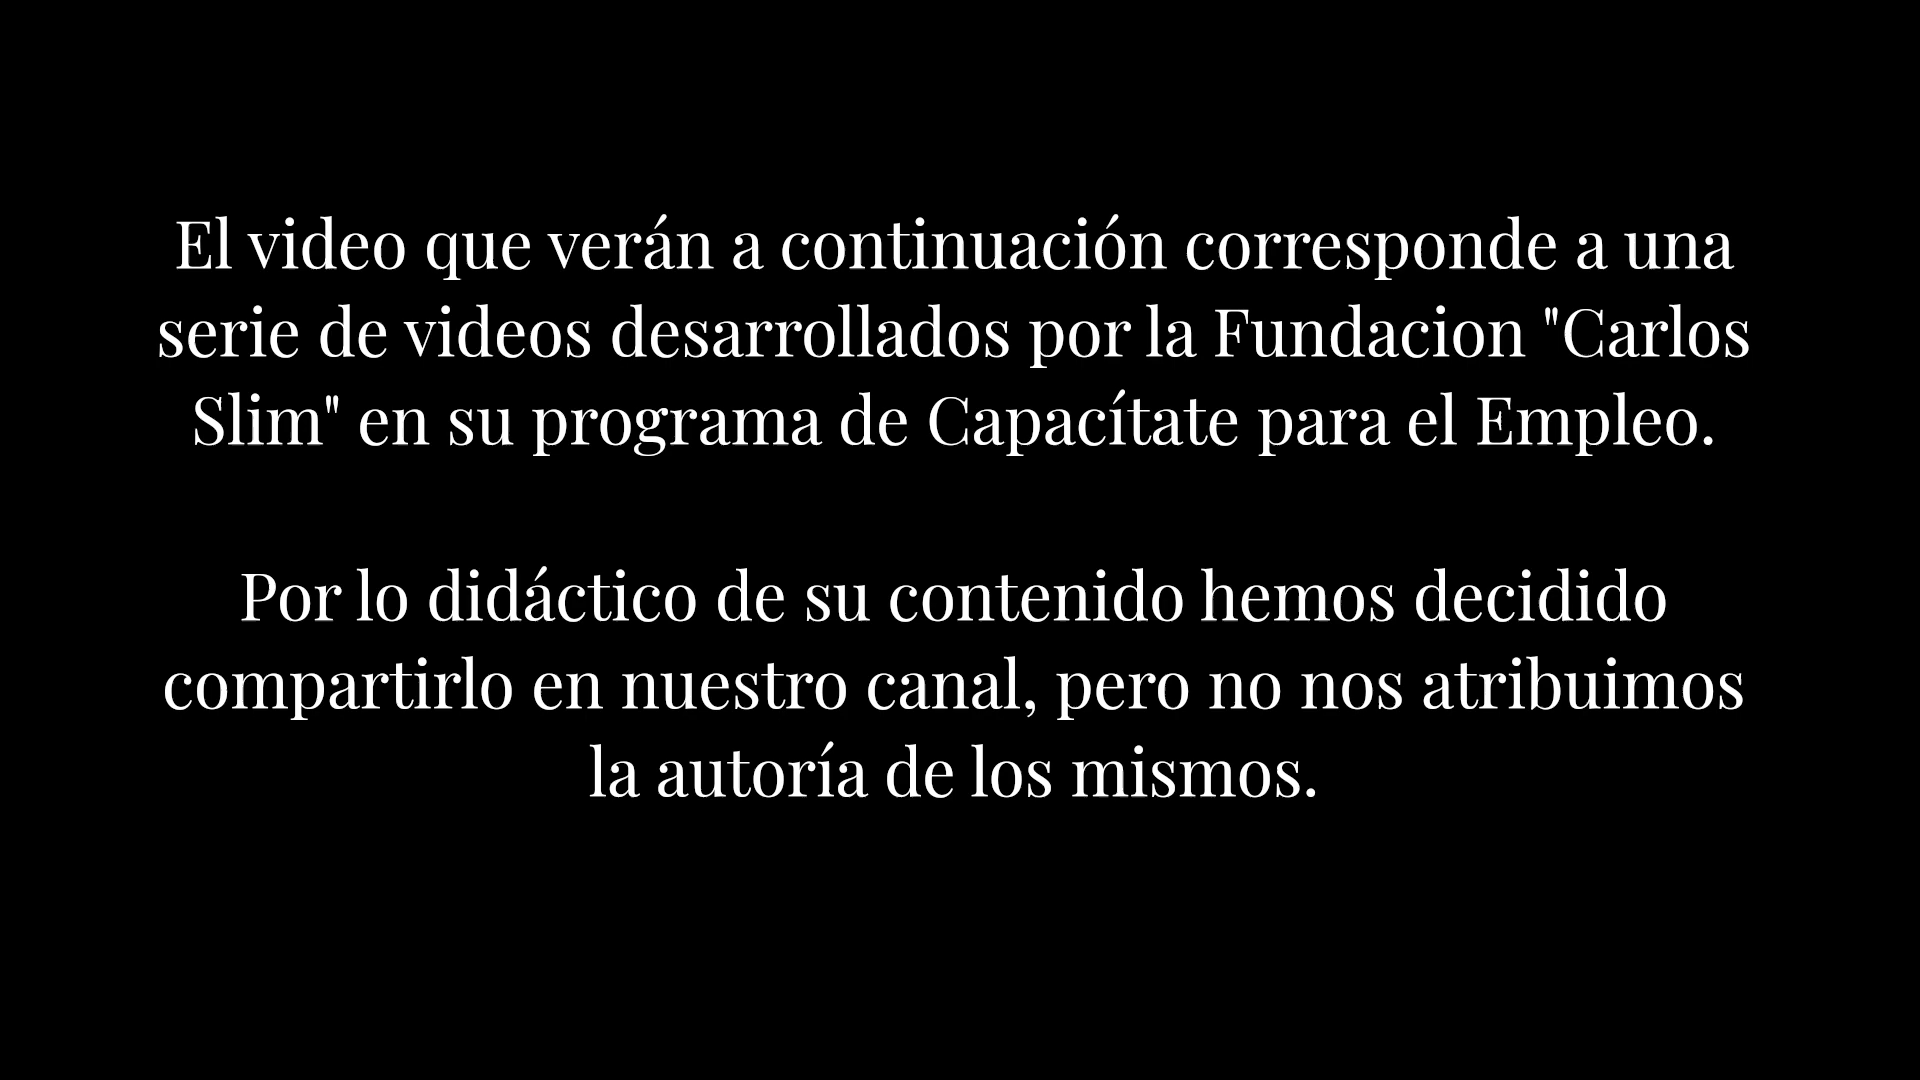 El video que verán a continuación corresponde a una
serie de videos desarrollados por la Fundacion "Carlos
Slim" en su programa de Capacítate para el Empleo.
Por lo didáctico de su contenido hemos decidido
compartirlo en nuestro canal, pero no nos atribuimos
la autoría de los mismos.